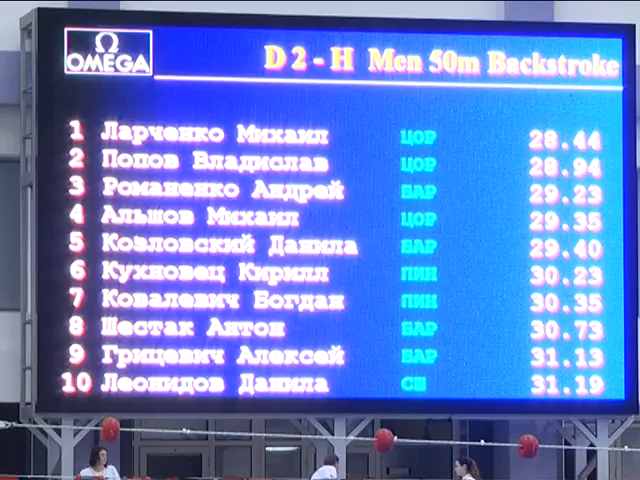 Ω
OMEGA
D 2 - H Men 50m Backstroke
1 Ларченко Михаил ЦОР 28.44
2 Попов Владислав ЦОР 28.94
3 Романенко Андрей БАР 29.23
4 Альшов Михаил ЦОР 29.35
5 Козловский Данила БАР 29.40
6 Кухновец Кирилл ПИН 30.23
7 Ковалевич Богдан ПИН 30.35
8 Шестак Антон БАР 30.73
9 Грицевич Алексей БАР 31.13
10 Леонидов Данила СШ 31.19